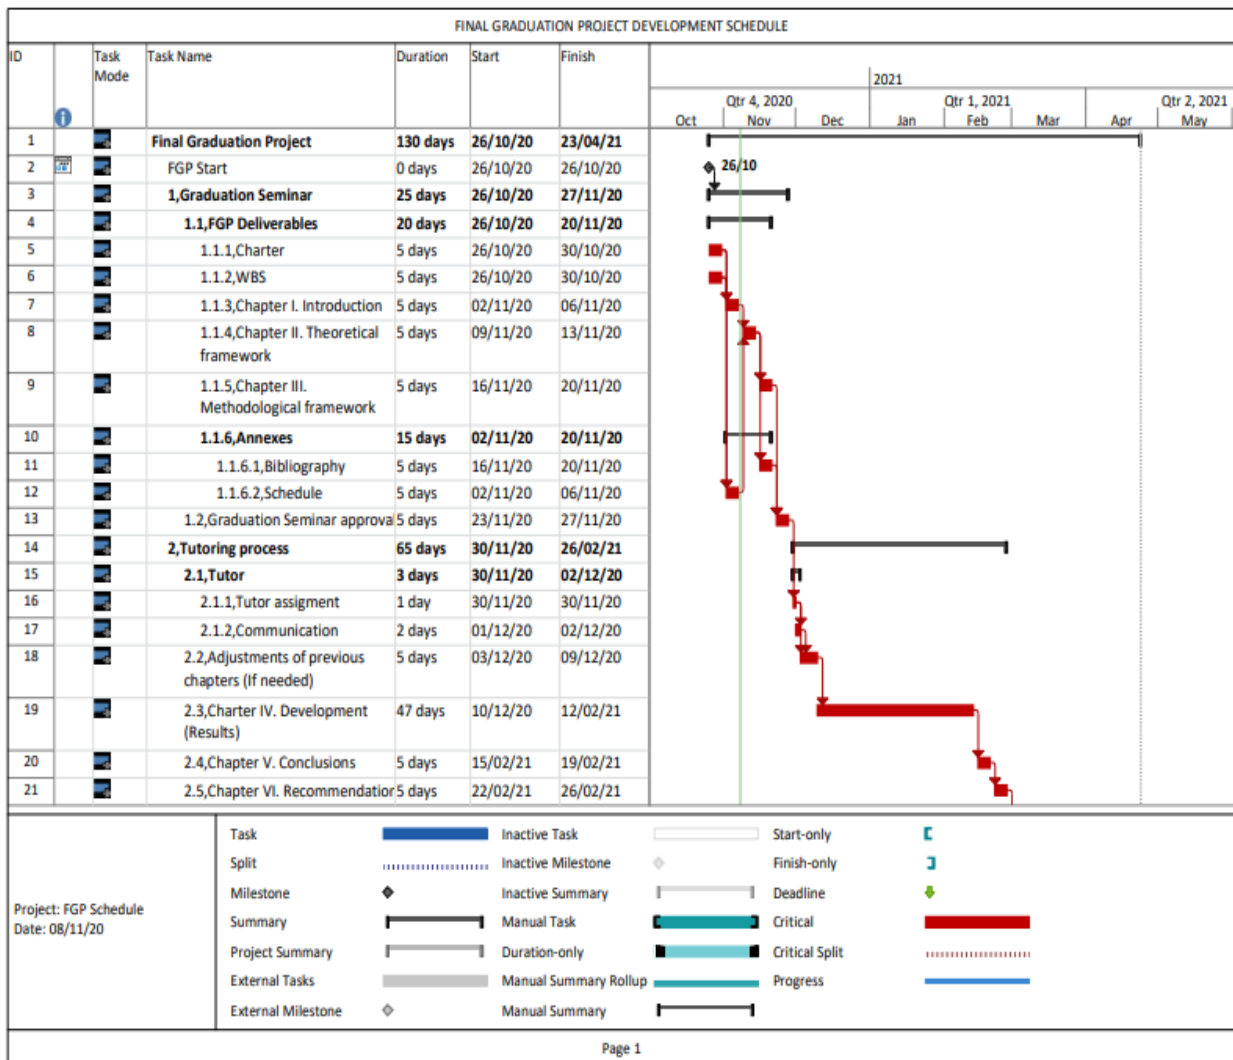 FINAL GRADUATION PROJECT DEVELOPMENT SCHEDULE
ID Task Mode Task Name Duration Start Finish
2021
Qtr 4, 2020 Qtr 1, 2021 Qtr 2, 2021
Oct Nov Dec Jan Feb Mar Apr May
1 Final Graduation Project 130 days 26/10/20 23/04/21
2 FGP Start 0 days 26/10/20 26/10/20 26/10
3 1,Graduation Seminar 25 days 26/10/20 27/11/20
4 1.1,FGP Deliverables 20 days 26/10/20 20/11/20
5 1.1.1,Charter 5 days 26/10/20 30/10/20
6 1.1.2,WBS 5 days 26/10/20 30/10/20
7 1.1.3,Chapter I. Introduction 5 days 02/11/20 06/11/20
8 1.1.4,Chapter II. Theoretical 5 days 09/11/20 13/11/20
framework
9 1.1.5,Chapter III. 5 days 16/11/20 20/11/20
Methodological framework
10 1.1.6,Annexes 15 days 02/11/20 20/11/20
11 1.1.6.1,Bibliography 5 days 16/11/20 20/11/20
12 1.1.6.2,Schedule 5 days 02/11/20 06/11/20
13 1.2,Graduation Seminar approval 5 days 23/11/20 27/11/20
14 2,Tutoring process 65 days 30/11/20 26/02/21
15 2.1,Tutor 3 days 30/11/20 02/12/20
16 2.1.1,Tutor assigment 1 day 30/11/20 30/11/20
17 2.1.2,Communication 2 days 01/12/20 02/12/20
18 2.2,Adjustments of previous 5 days 03/12/20 09/12/20
chapters (If needed)
19 2.3,Charter IV. Development 47 days 10/12/20 12/02/21
(Results)
20 2.4,Chapter V. Conclusions 5 days 15/02/21 19/02/21
21 2.5,Chapter VI. Recommendation 5 days 22/02/21 26/02/21
Project: FGP Schedule
Date: 08/11/20
Task Inactive Task Start-only
Split Inactive Milestone Finish-only
Milestone Inactive Summary Deadline
Summary Manual Task Critical
Project Summary Duration-only Critical Split
External Tasks Manual Summary Rollup Progress
External Milestone Manual Summary
Page 1